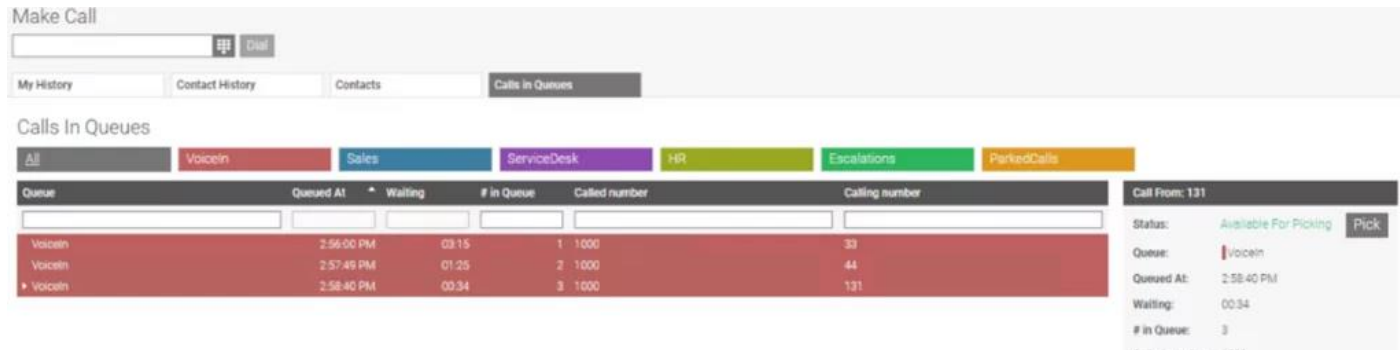 Make Call
Dial
My History Contact History Contacts Calls in Queues
Calls In Queues
All VoiceIn Sales ServiceDesk HR Escalations ParkedCalls
Queue Queued At Waiting # in Queue Called number Calling number
VoiceIn 2:56:00 PM 03:15 1 1000 33
VoiceIn 2:57:49 PM 01:25 2 1000 44
VoiceIn 2:58:40 PM 00:34 3 1000 131
Call From: 131
Status: Available For Picking Pick
Queue: VoiceIn
Queued At: 2:58:40 PM
Waiting: 00:34
# in Queue: 3